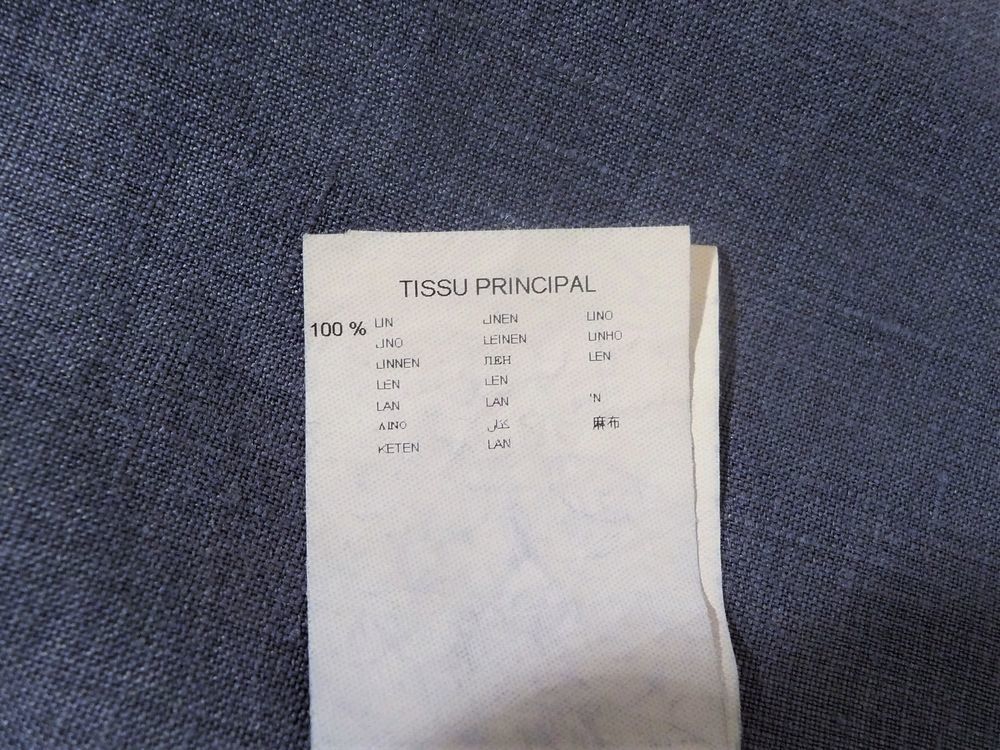 TISSU PRINCIPAL
100 % LIN LINEN LINO
LINO LEINEN LINHO
LINNEN ЛЕН LEN
LEN LEN
LAN LAN 'N
ΛΙΝΟ كتان 麻布
KETEN LAN